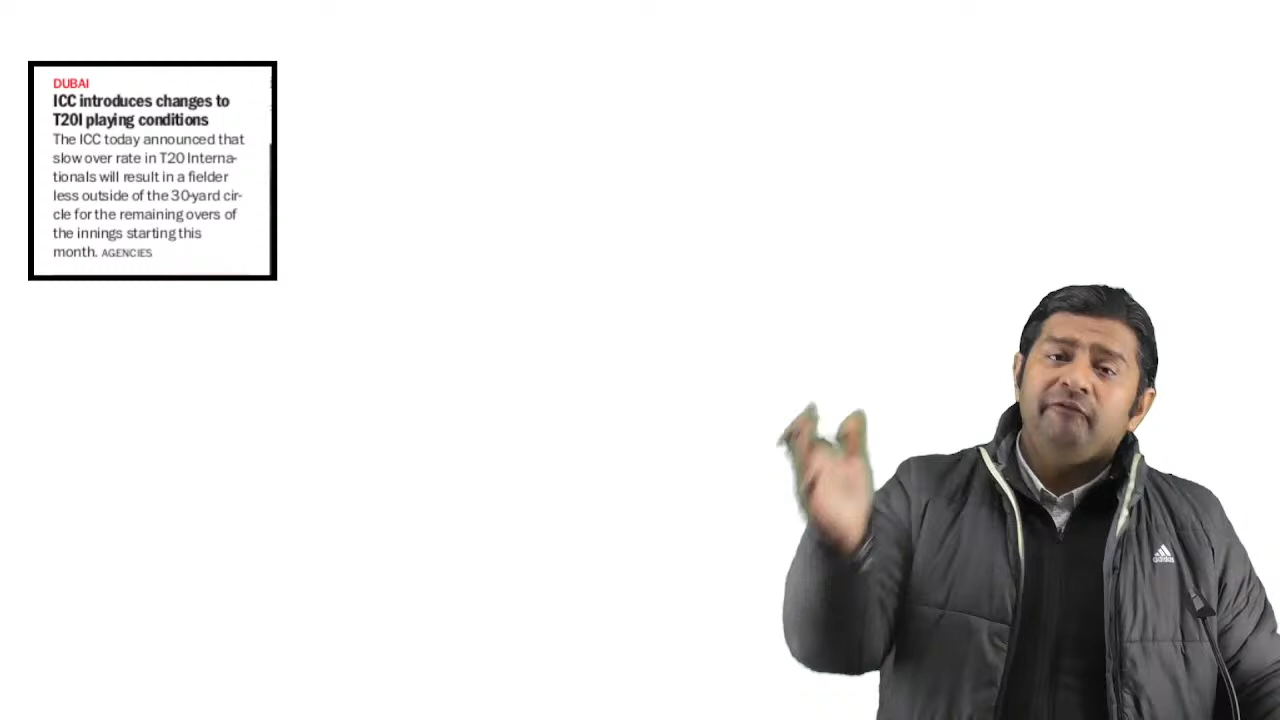 DUBAI
ICC introduces changes to
T20I playing conditions
The ICC today announced that
slow over rate in T20 Interna-
tionals will result in a fielder
less outside of the 30-yard cir-
cle for the remaining overs of
the innings starting this
month. AGENCIES
adidas